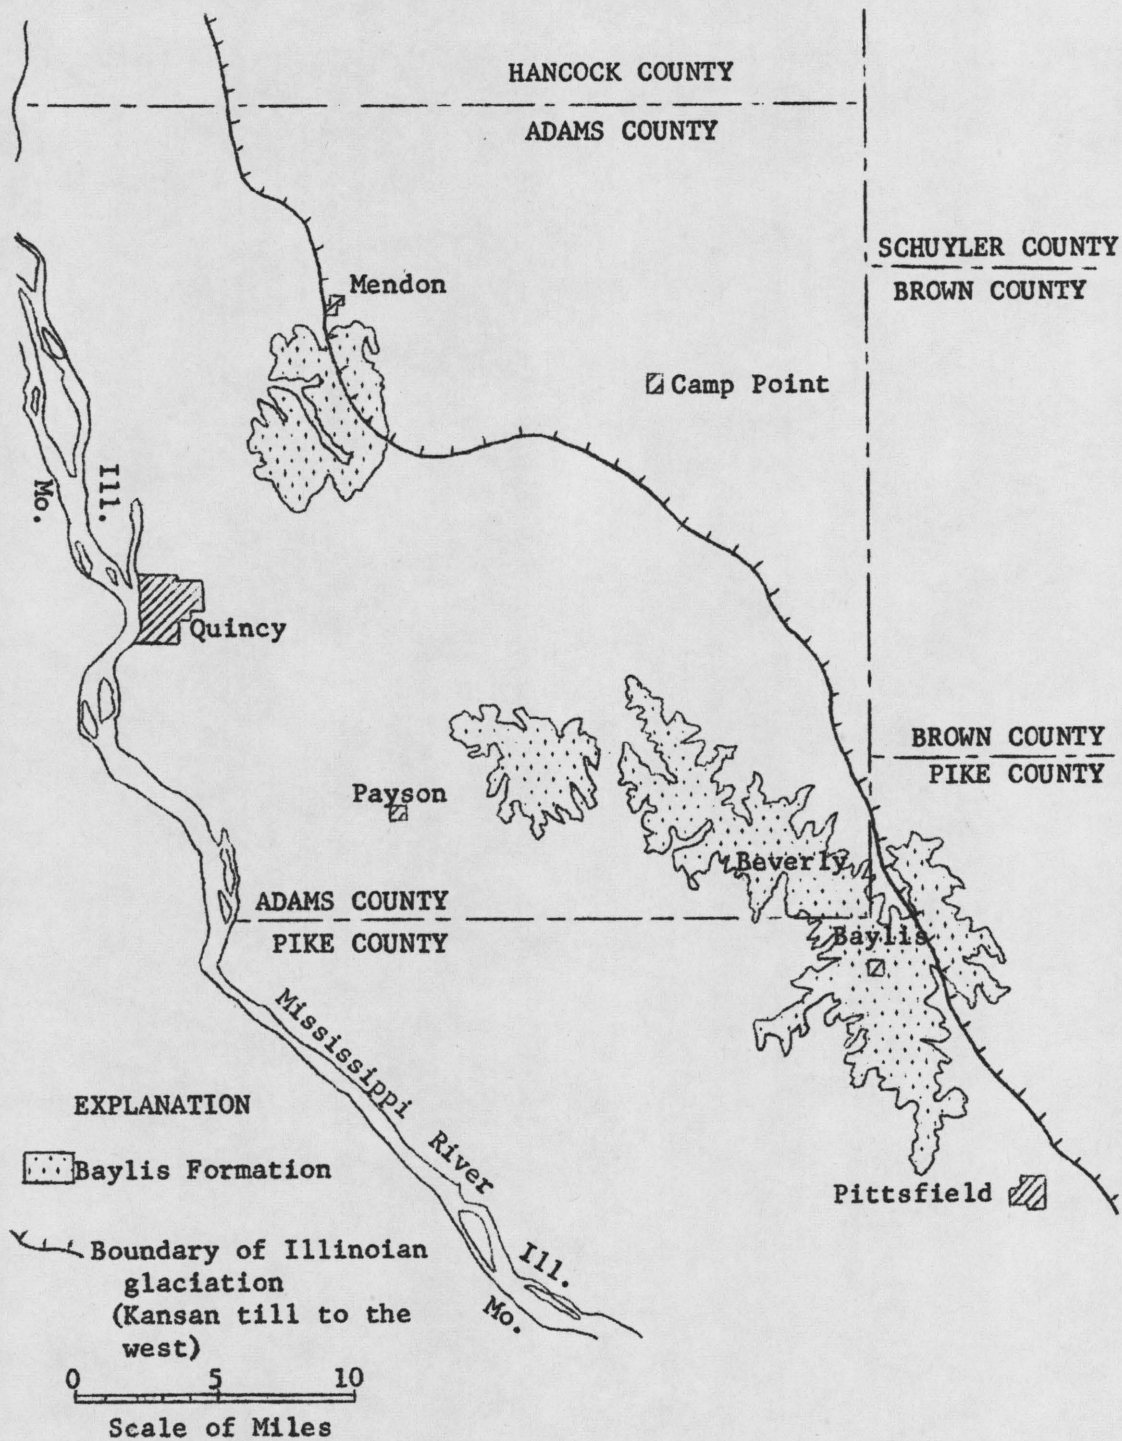 HANCOCK COUNTY
ADAMS COUNTY
SCHUYLER COUNTY
BROWN COUNTY
Mendon
Camp Point
Ill.
Mo.
Quincy
BROWN COUNTY
PIKE COUNTY
Payson
Beverly
ADAMS COUNTY
PIKE COUNTY
Baylis
Mississippi River
EXPLANATION
Baylis Formation
Pittsfield
Boundary of Illinoian
glaciation
(Kansan till to the
west)
Ill.
Mo.
0 5 10
Scale of Miles